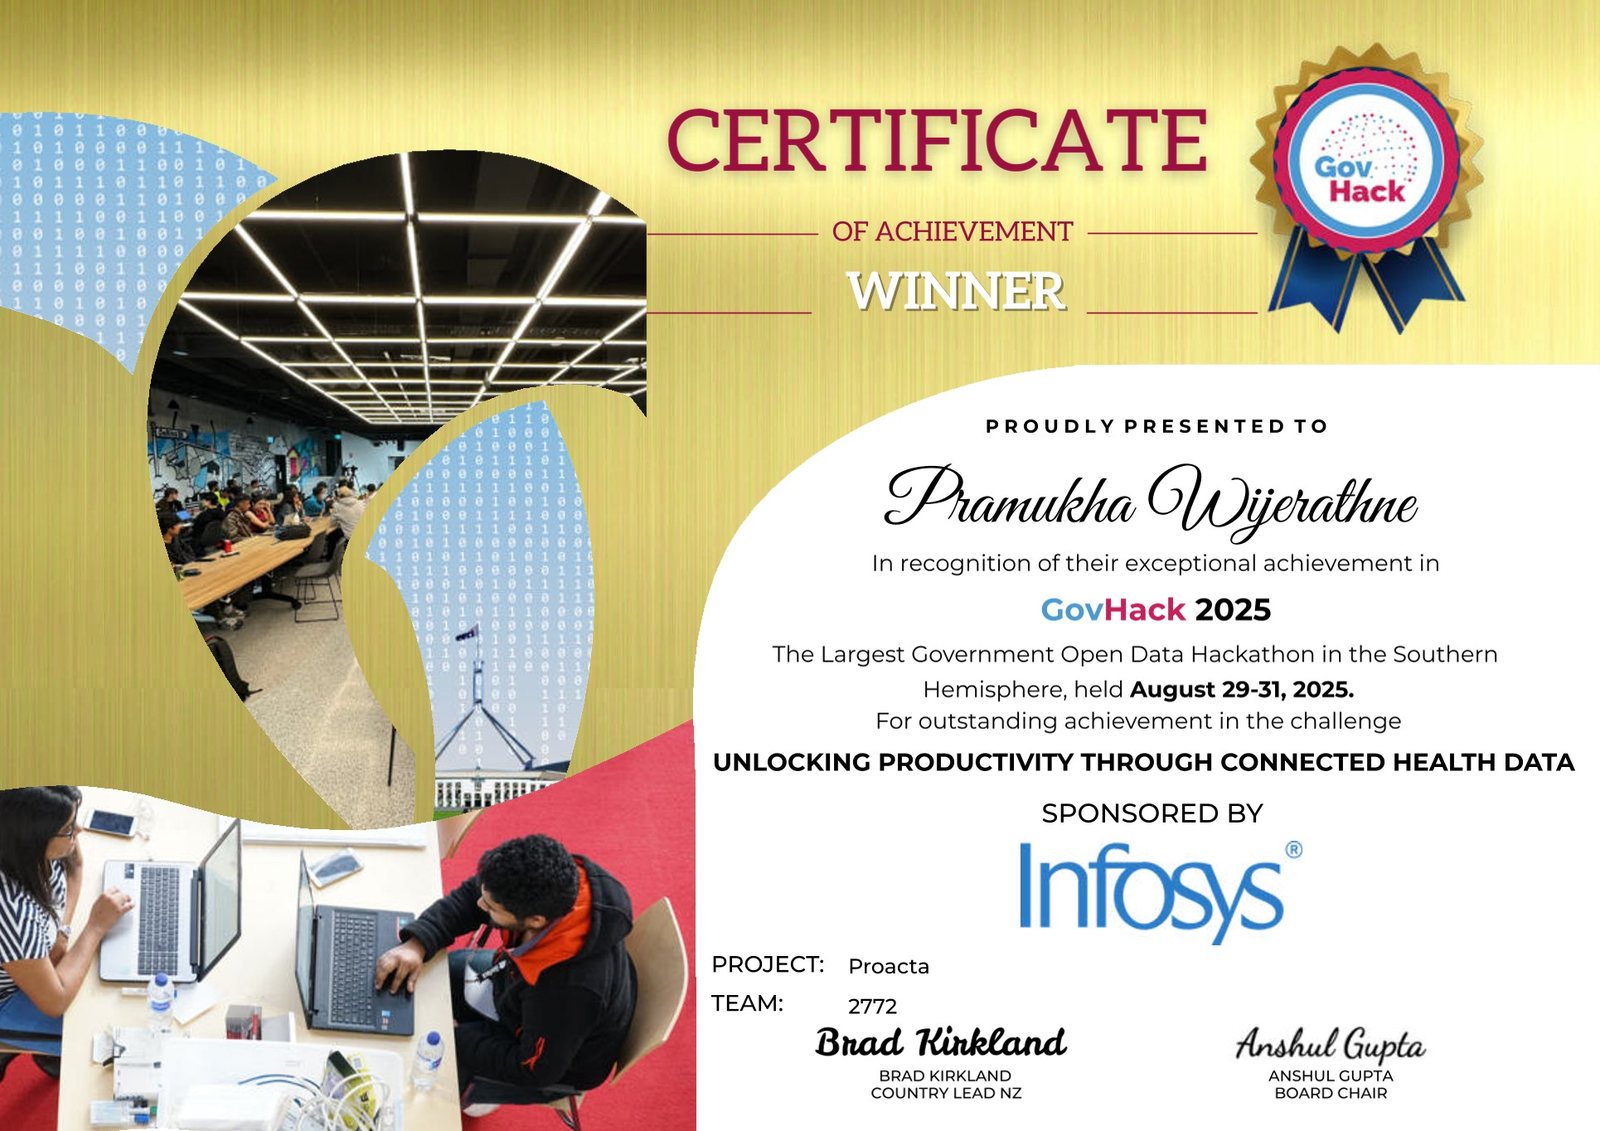 CERTIFICATE
OF ACHIEVEMENT
WINNER
Gov
Hack
PROUDLY PRESENTED TO
Pramukha Wijerathne
In recognition of their exceptional achievement in
GovHack 2025
The Largest Government Open Data Hackathon in the Southern
Hemisphere, held August 29-31, 2025.
For outstanding achievement in the challenge
UNLOCKING PRODUCTIVITY THROUGH CONNECTED HEALTH DATA
SPONSORED BY
Infosys®
PROJECT: Proacta
TEAM: 2772
Brad Kirkland
BRAD KIRKLAND
COUNTRY LEAD NZ
Anshul Gupta
ANSHUL GUPTA
BOARD CHAIR